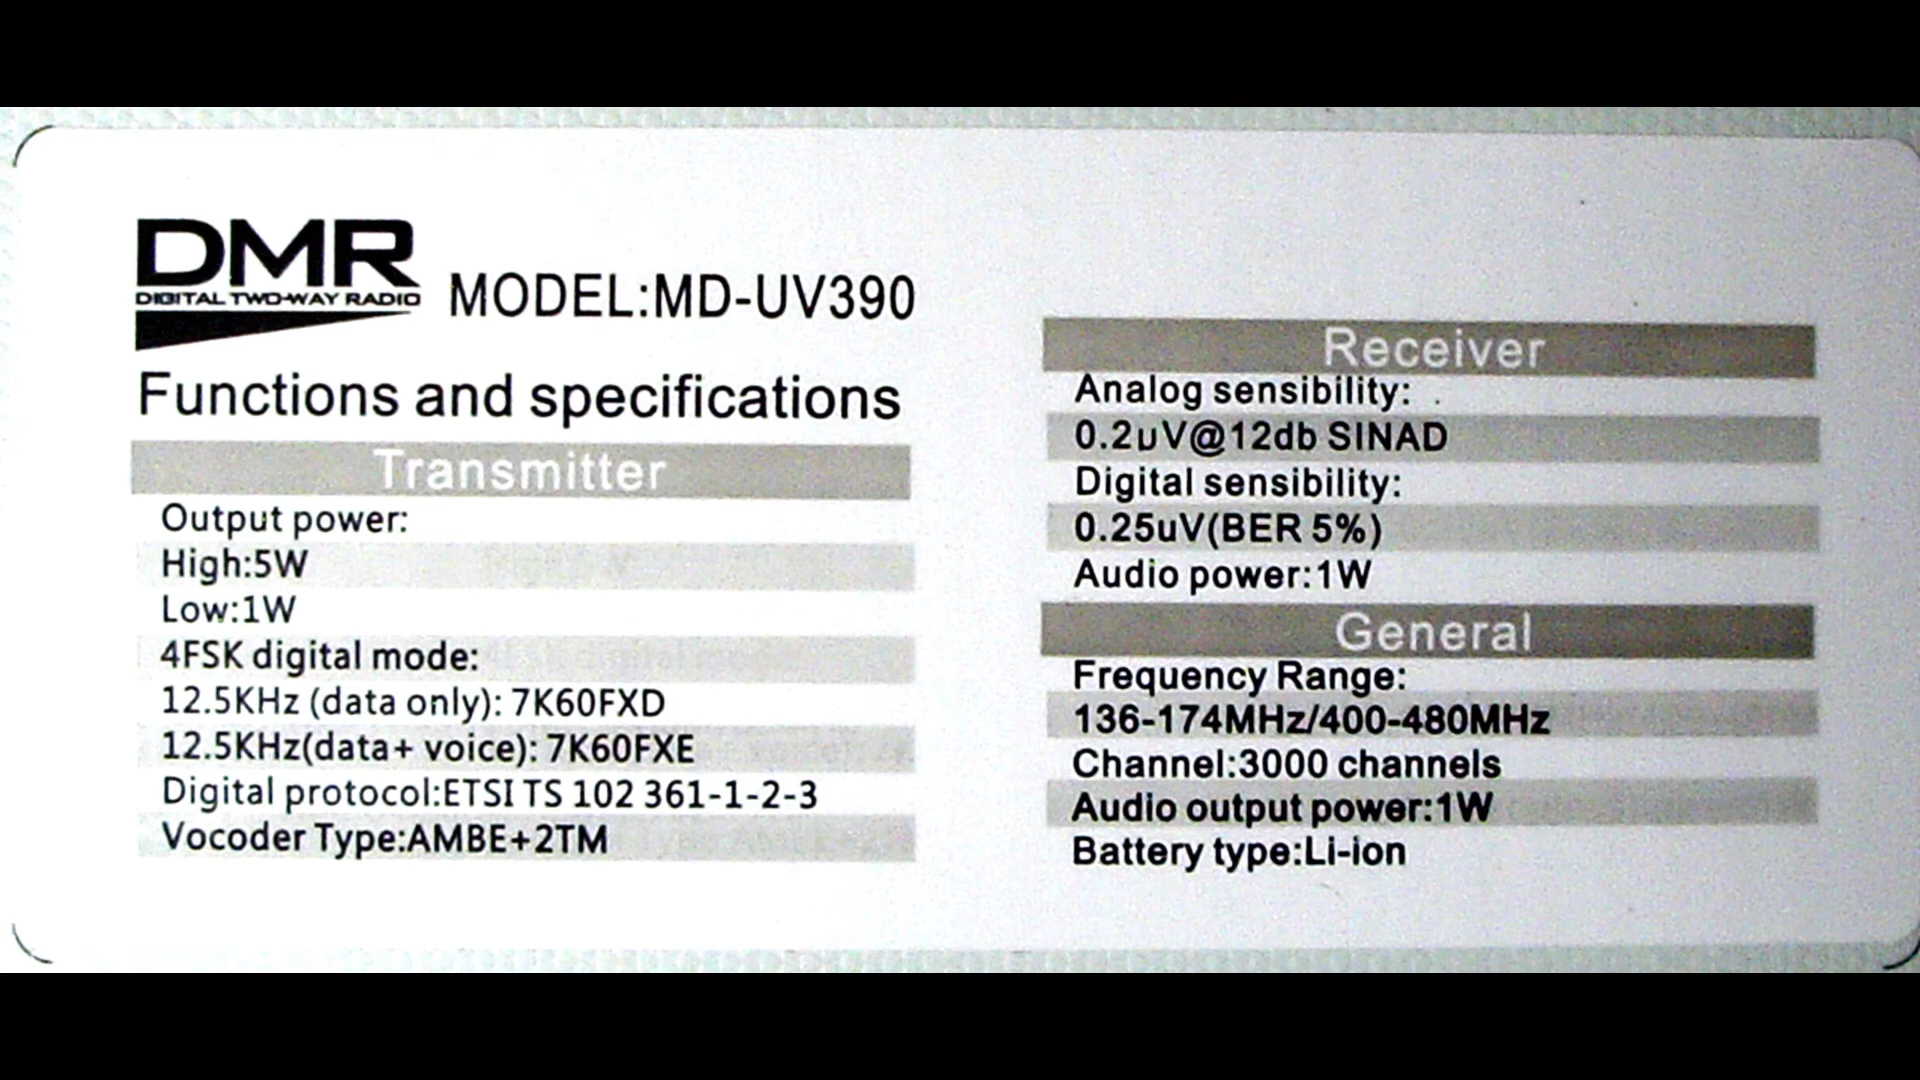 DMR
DIGITAL TWO-WAY RADIO
MODEL:MD-UV390
Functions and specifications
Transmitter
Output power:
High:5W
Low:1W
4FSK digital mode:
12.5KHz (data only): 7K60FXD
12.5KHz(data+ voice): 7K60FXE
Digital protocol:ETSI TS 102 361-1-2-3
Vocoder Type:AMBE+2TM
Receiver
Analog sensibility:
0.2uV@12db SINAD
Digital sensibility:
0.25uV(BER 5%)
Audio power:1W
General
Frequency Range:
136-174MHz/400-480MHz
Channel:3000 channels
Audio output power:1W
Battery type:Li-ion